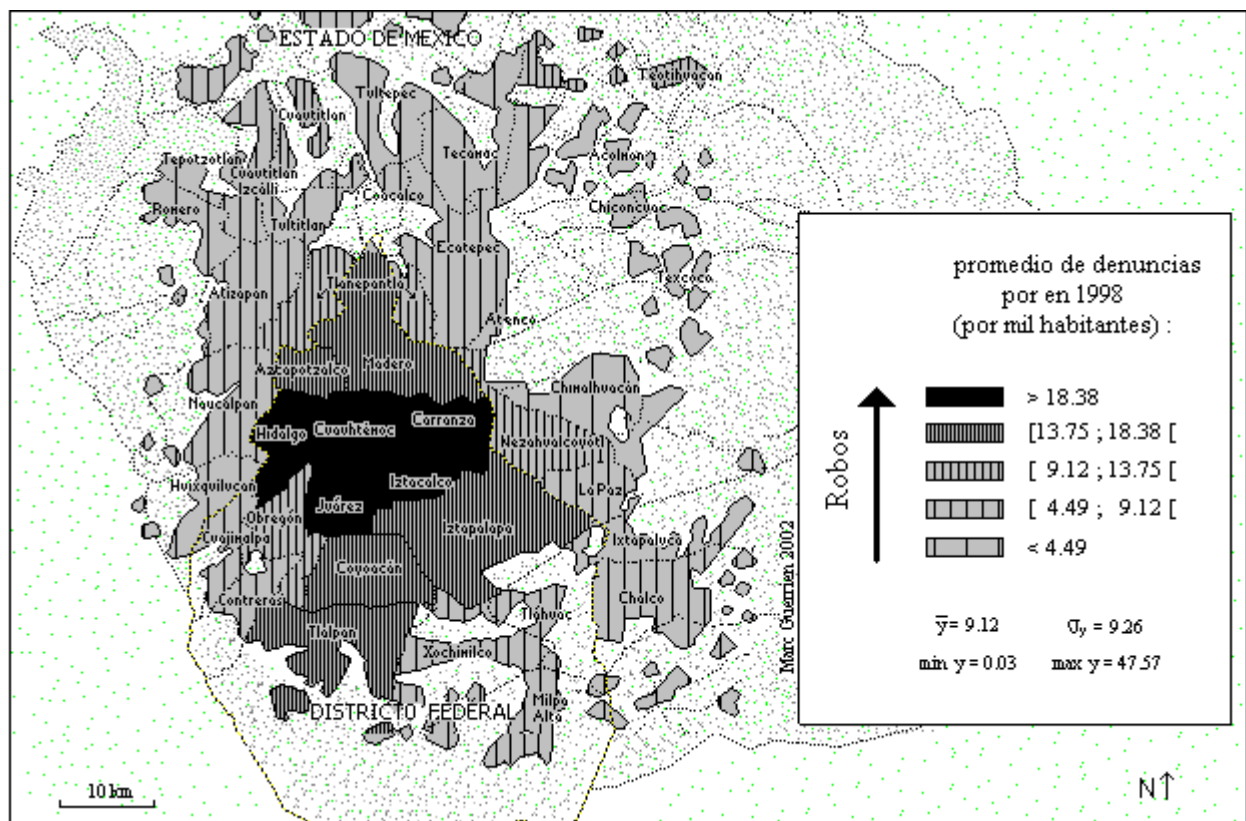 ESTADO DE MEXICO
Teotihuacan
Tultepec
Cuautitlan
Tecamac
Acolman
Tepotzotlan
Cuautitlan
Izcalli
Coacalco
Chiconcuac
Romero
Tultitlan
Ecatepec
Texcoco
Tlanepantla
Atizapan
Atenco
Madero
Aztapotzalco
Chimalhuacán
Naucalpan
Carranza
Hidalgo
Cuauhtémoc
Nezahualcoyotl
Iztacalco
Huixquilucan
La Paz
Juárez
Obregón
Iztapalapa
Cuajimalpa
Ixtapaluca
Coyoacán
Contreras
Chalco
Tláhuac
Tlalpan
Xochimilco
Milpa
Alta
DISTRICTO FEDERAL
10 km
Marc Guerrien 2002
promedio de denuncias
por en 1998
(por mil habitantes) :
Robos
> 18.38
[13.75 ; 18.38 [
[ 9.12 ; 13.75 [
[ 4.49 ; 9.12 [
< 4.49
y̅= 9.12 σy = 9.26
min y = 0.03 max y = 47.57
N↑